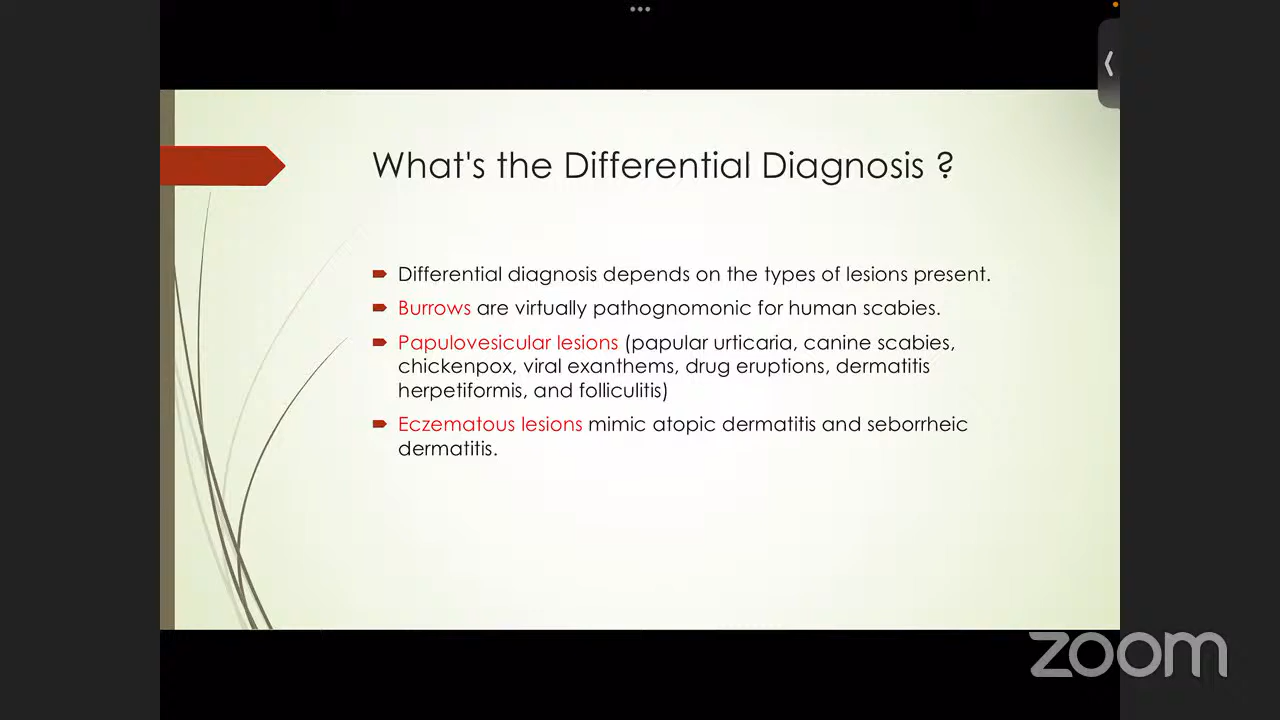 What's the Differential Diagnosis ?
Differential diagnosis depends on the types of lesions present.
Burrows are virtually pathognomonic for human scabies.
Papulovesicular lesions (papular urticaria, canine scabies,
chickenpox, viral exanthems, drug eruptions, dermatitis
herpetiformis, and folliculitis)
Eczematous lesions mimic atopic dermatitis and seborrheic
dermatitis.
zoom